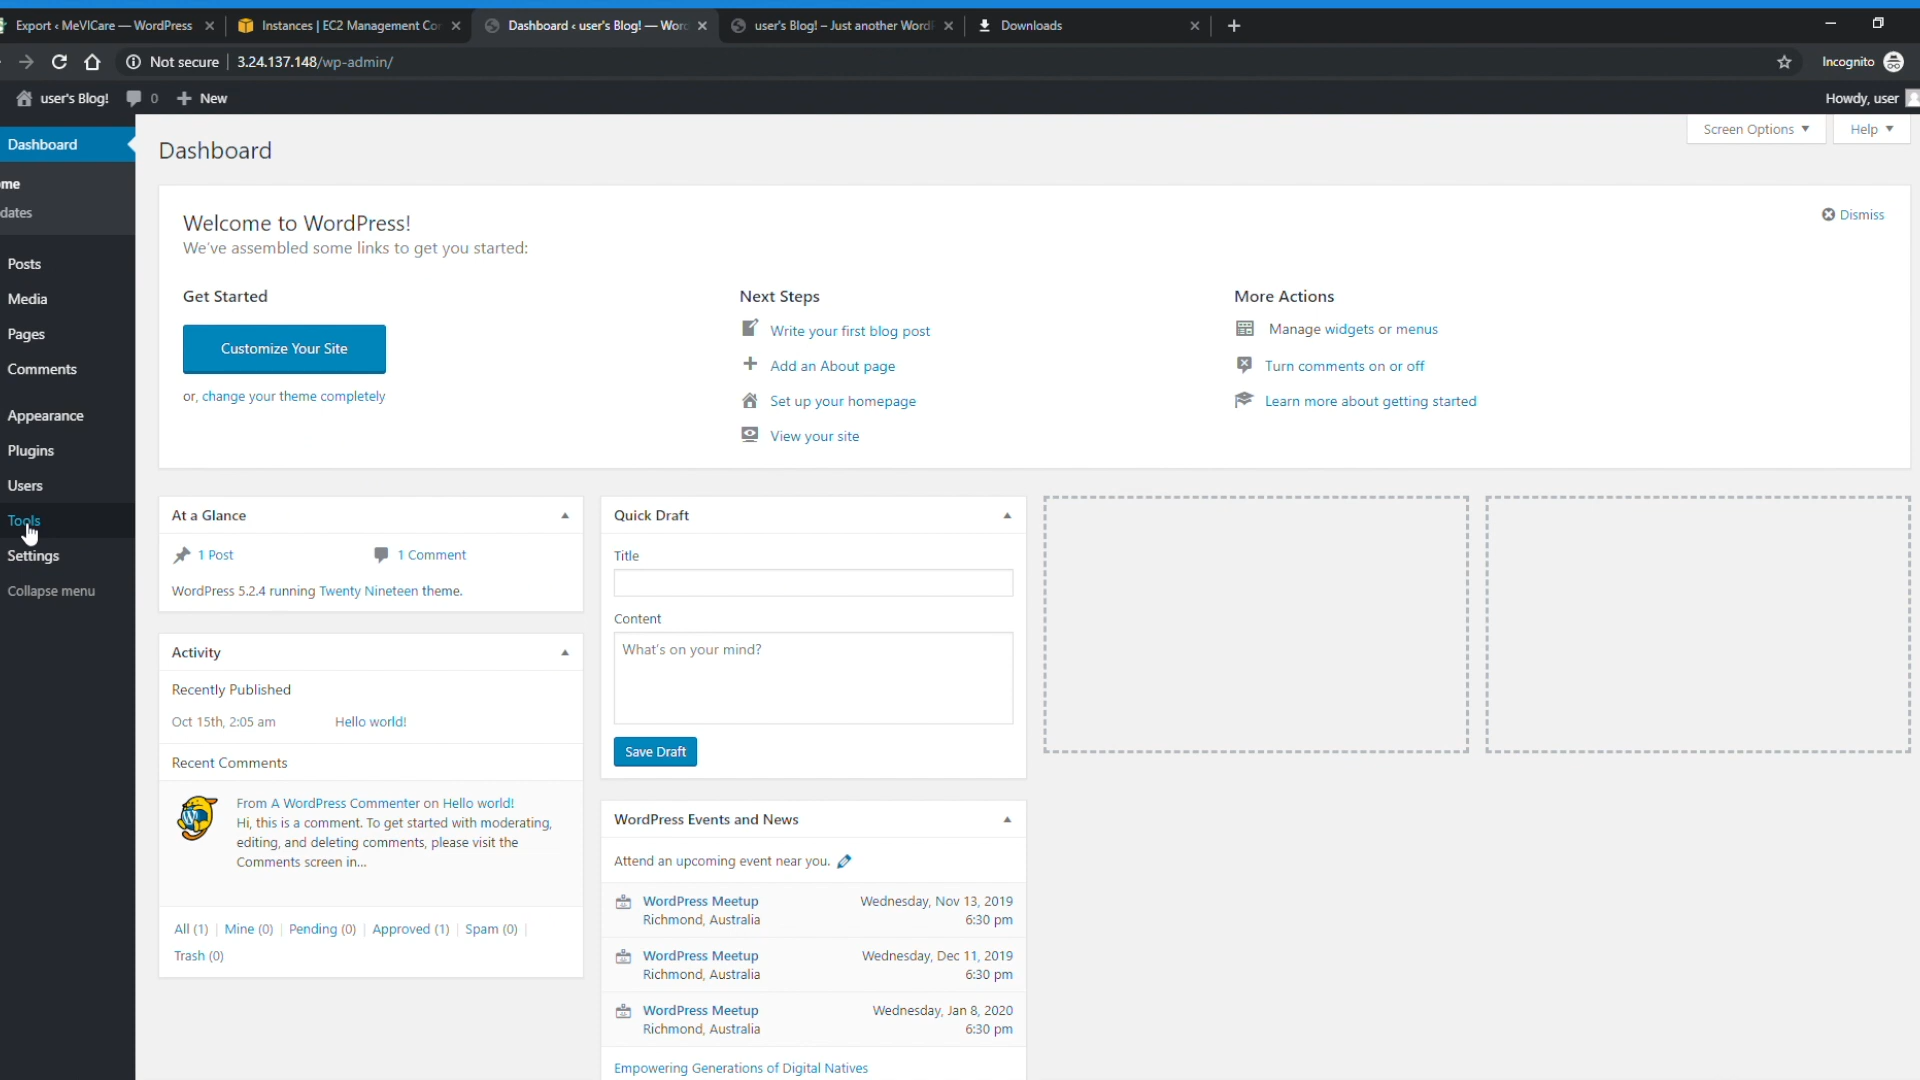 Export ‹ MeVICare — WordPress
Instances | EC2 Management Co
Dashboard ‹ user's Blog! — Wor
user's Blog! – Just another Word
Downloads
Not secure
3.24.137.148/wp-admin/
Incognito
user's Blog!
0
New
Howdy, user
Dashboard
me
dates
Posts
Media
Pages
Comments
Appearance
Plugins
Users
Tools
Settings
Collapse menu
Dashboard
Screen Options
Help
Welcome to WordPress!
We've assembled some links to get you started:
Dismiss
Get Started
Customize Your Site
or, change your theme completely
Next Steps
Write your first blog post
Add an About page
Set up your homepage
View your site
More Actions
Manage widgets or menus
Turn comments on or off
Learn more about getting started
At a Glance
1 Post
1 Comment
WordPress 5.2.4 running Twenty Nineteen theme.
Activity
Recently Published
Oct 15th, 2:05 am
Hello world!
Recent Comments
From A WordPress Commenter on Hello world!
Hi, this is a comment. To get started with moderating,
editing, and deleting comments, please visit the
Comments screen in...
All (1) | Mine (0) | Pending (0) | Approved (1) | Spam (0) |
Trash (0)
Quick Draft
Title
Content
What's on your mind?
Save Draft
WordPress Events and News
Attend an upcoming event near you.
WordPress Meetup
Richmond, Australia
Wednesday, Nov 13, 2019
6:30 pm
WordPress Meetup
Richmond, Australia
Wednesday, Dec 11, 2019
6:30 pm
WordPress Meetup
Richmond, Australia
Wednesday, Jan 8, 2020
6:30 pm
Empowering Generations of Digital Natives